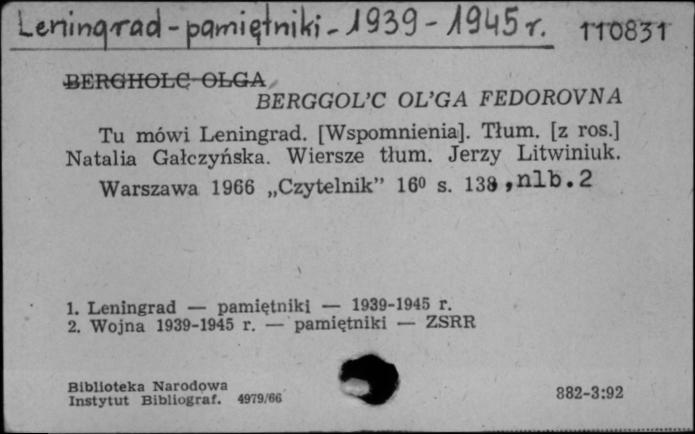 Leningrad - pamiętniki - 1939 - 1945 r. 110831
BERGHOLC OLGA
BERGGOL'C OL'GA FEDOROVNA
Tu mówi Leningrad. [Wspomnienia]. Tłum. [z ros.]
Natalia Gałczyńska. Wiersze tłum. Jerzy Litwiniuk.
Warszawa 1966 „Czytelnik” 16⁰ s. 138, nlb. 2
1. Leningrad — pamiętniki — 1939-1945 r.
2. Wojna 1939-1945 r. — pamiętniki — ZSRR
Biblioteka Narodowa
Instytut Bibliograf. 4979/66 882-3:92